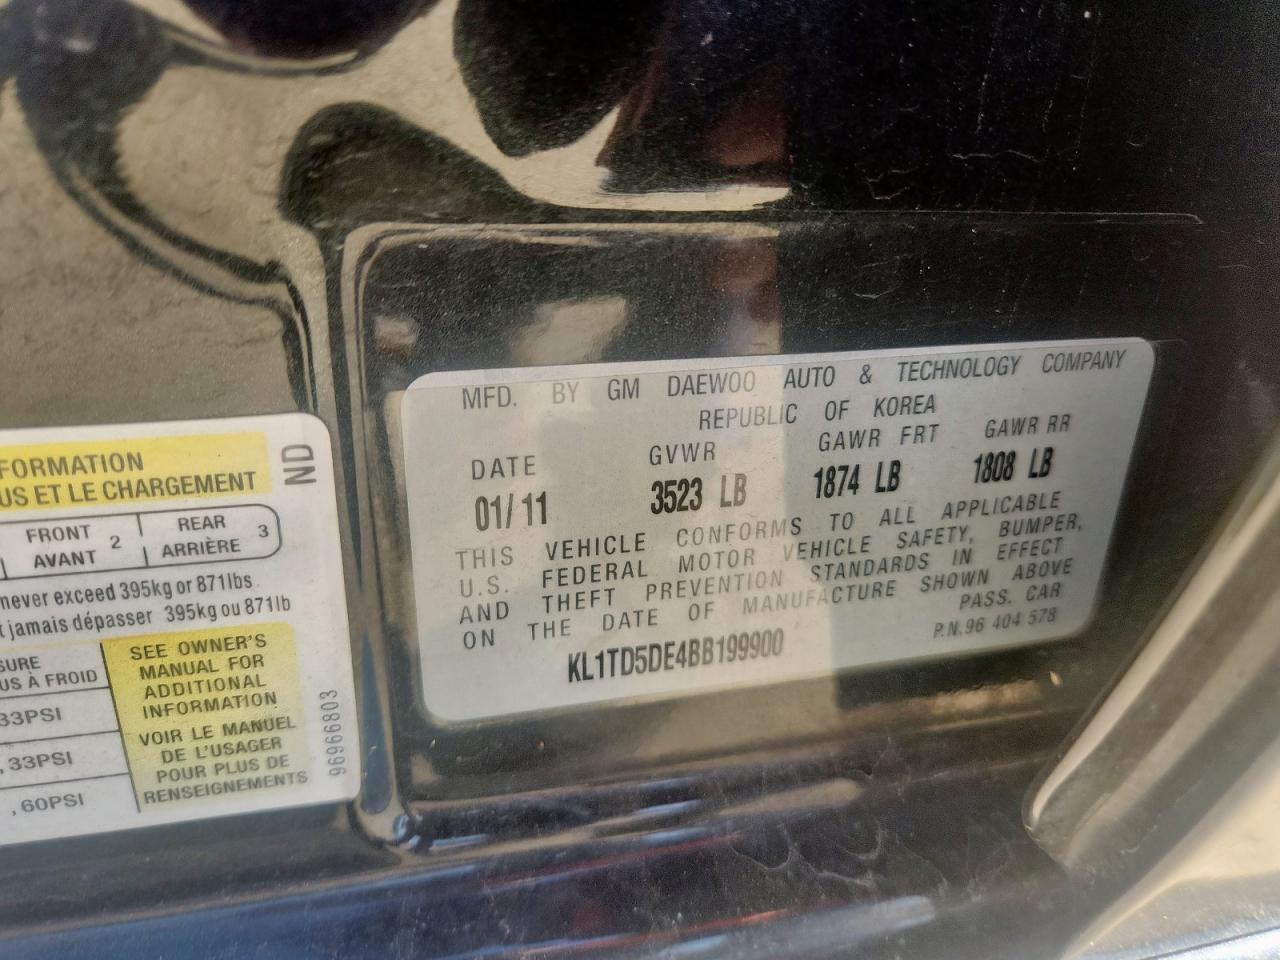 FORMATION
US ET LE CHARGEMENT
ND
FRONT
AVANT 2
REAR
ARRIÈRE 3
never exceed 395kg or 871lbs.
t jamais dépasser 395kg ou 871lb
SURE
US À FROID
33PSI
, 33PSI
, 60PSI
SEE OWNER'S
MANUAL FOR
ADDITIONAL
INFORMATION
VOIR LE MANUEL
DE L'USAGER
POUR PLUS DE
RENSEIGNEMENTS
96966803
MFD. BY GM DAEWOO AUTO & TECHNOLOGY COMPANY
REPUBLIC OF KOREA
DATE GVWR GAWR FRT GAWR RR
01/11 3523 LB 1874 LB 1808 LB
THIS VEHICLE CONFORMS TO ALL APPLICABLE
U.S. FEDERAL MOTOR VEHICLE SAFETY, BUMPER,
AND THEFT PREVENTION STANDARDS IN EFFECT
ON THE DATE OF MANUFACTURE SHOWN ABOVE
PASS. CAR
KL1TD5DE4BB199900
P.N.96 404 578